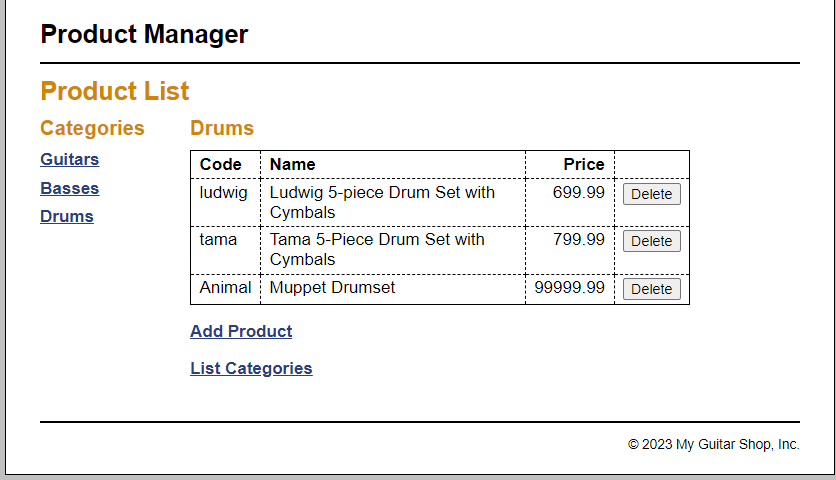 Product Manager
Product List
Categories
Guitars
Basses
Drums
Drums
Code Name Price
ludwig Ludwig 5-piece Drum Set with 699.99 Delete
Cymbals
tama Tama 5-Piece Drum Set with 799.99 Delete
Cymbals
Animal Muppet Drumset 99999.99 Delete
Add Product
List Categories
© 2023 My Guitar Shop, Inc.